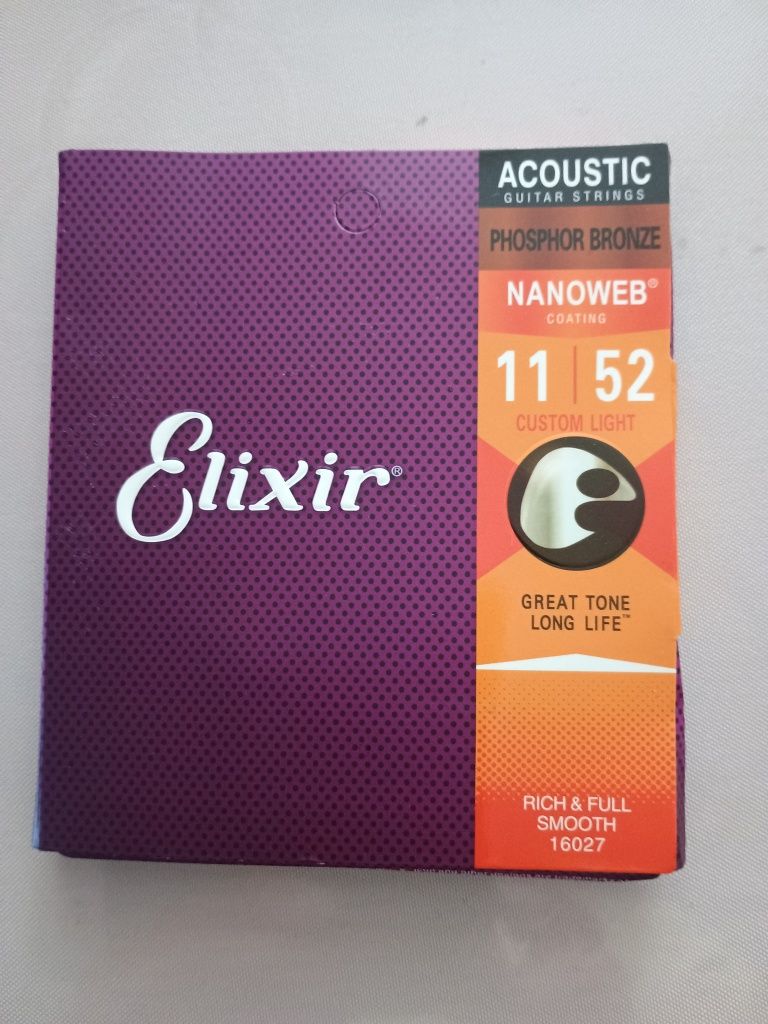 Elixir®
ACOUSTIC
GUITAR STRINGS
PHOSPHOR BRONZE
NANOWEB®
COATING
11 | 52
CUSTOM LIGHT
GREAT TONE
LONG LIFE™
RICH & FULL
SMOOTH
16027